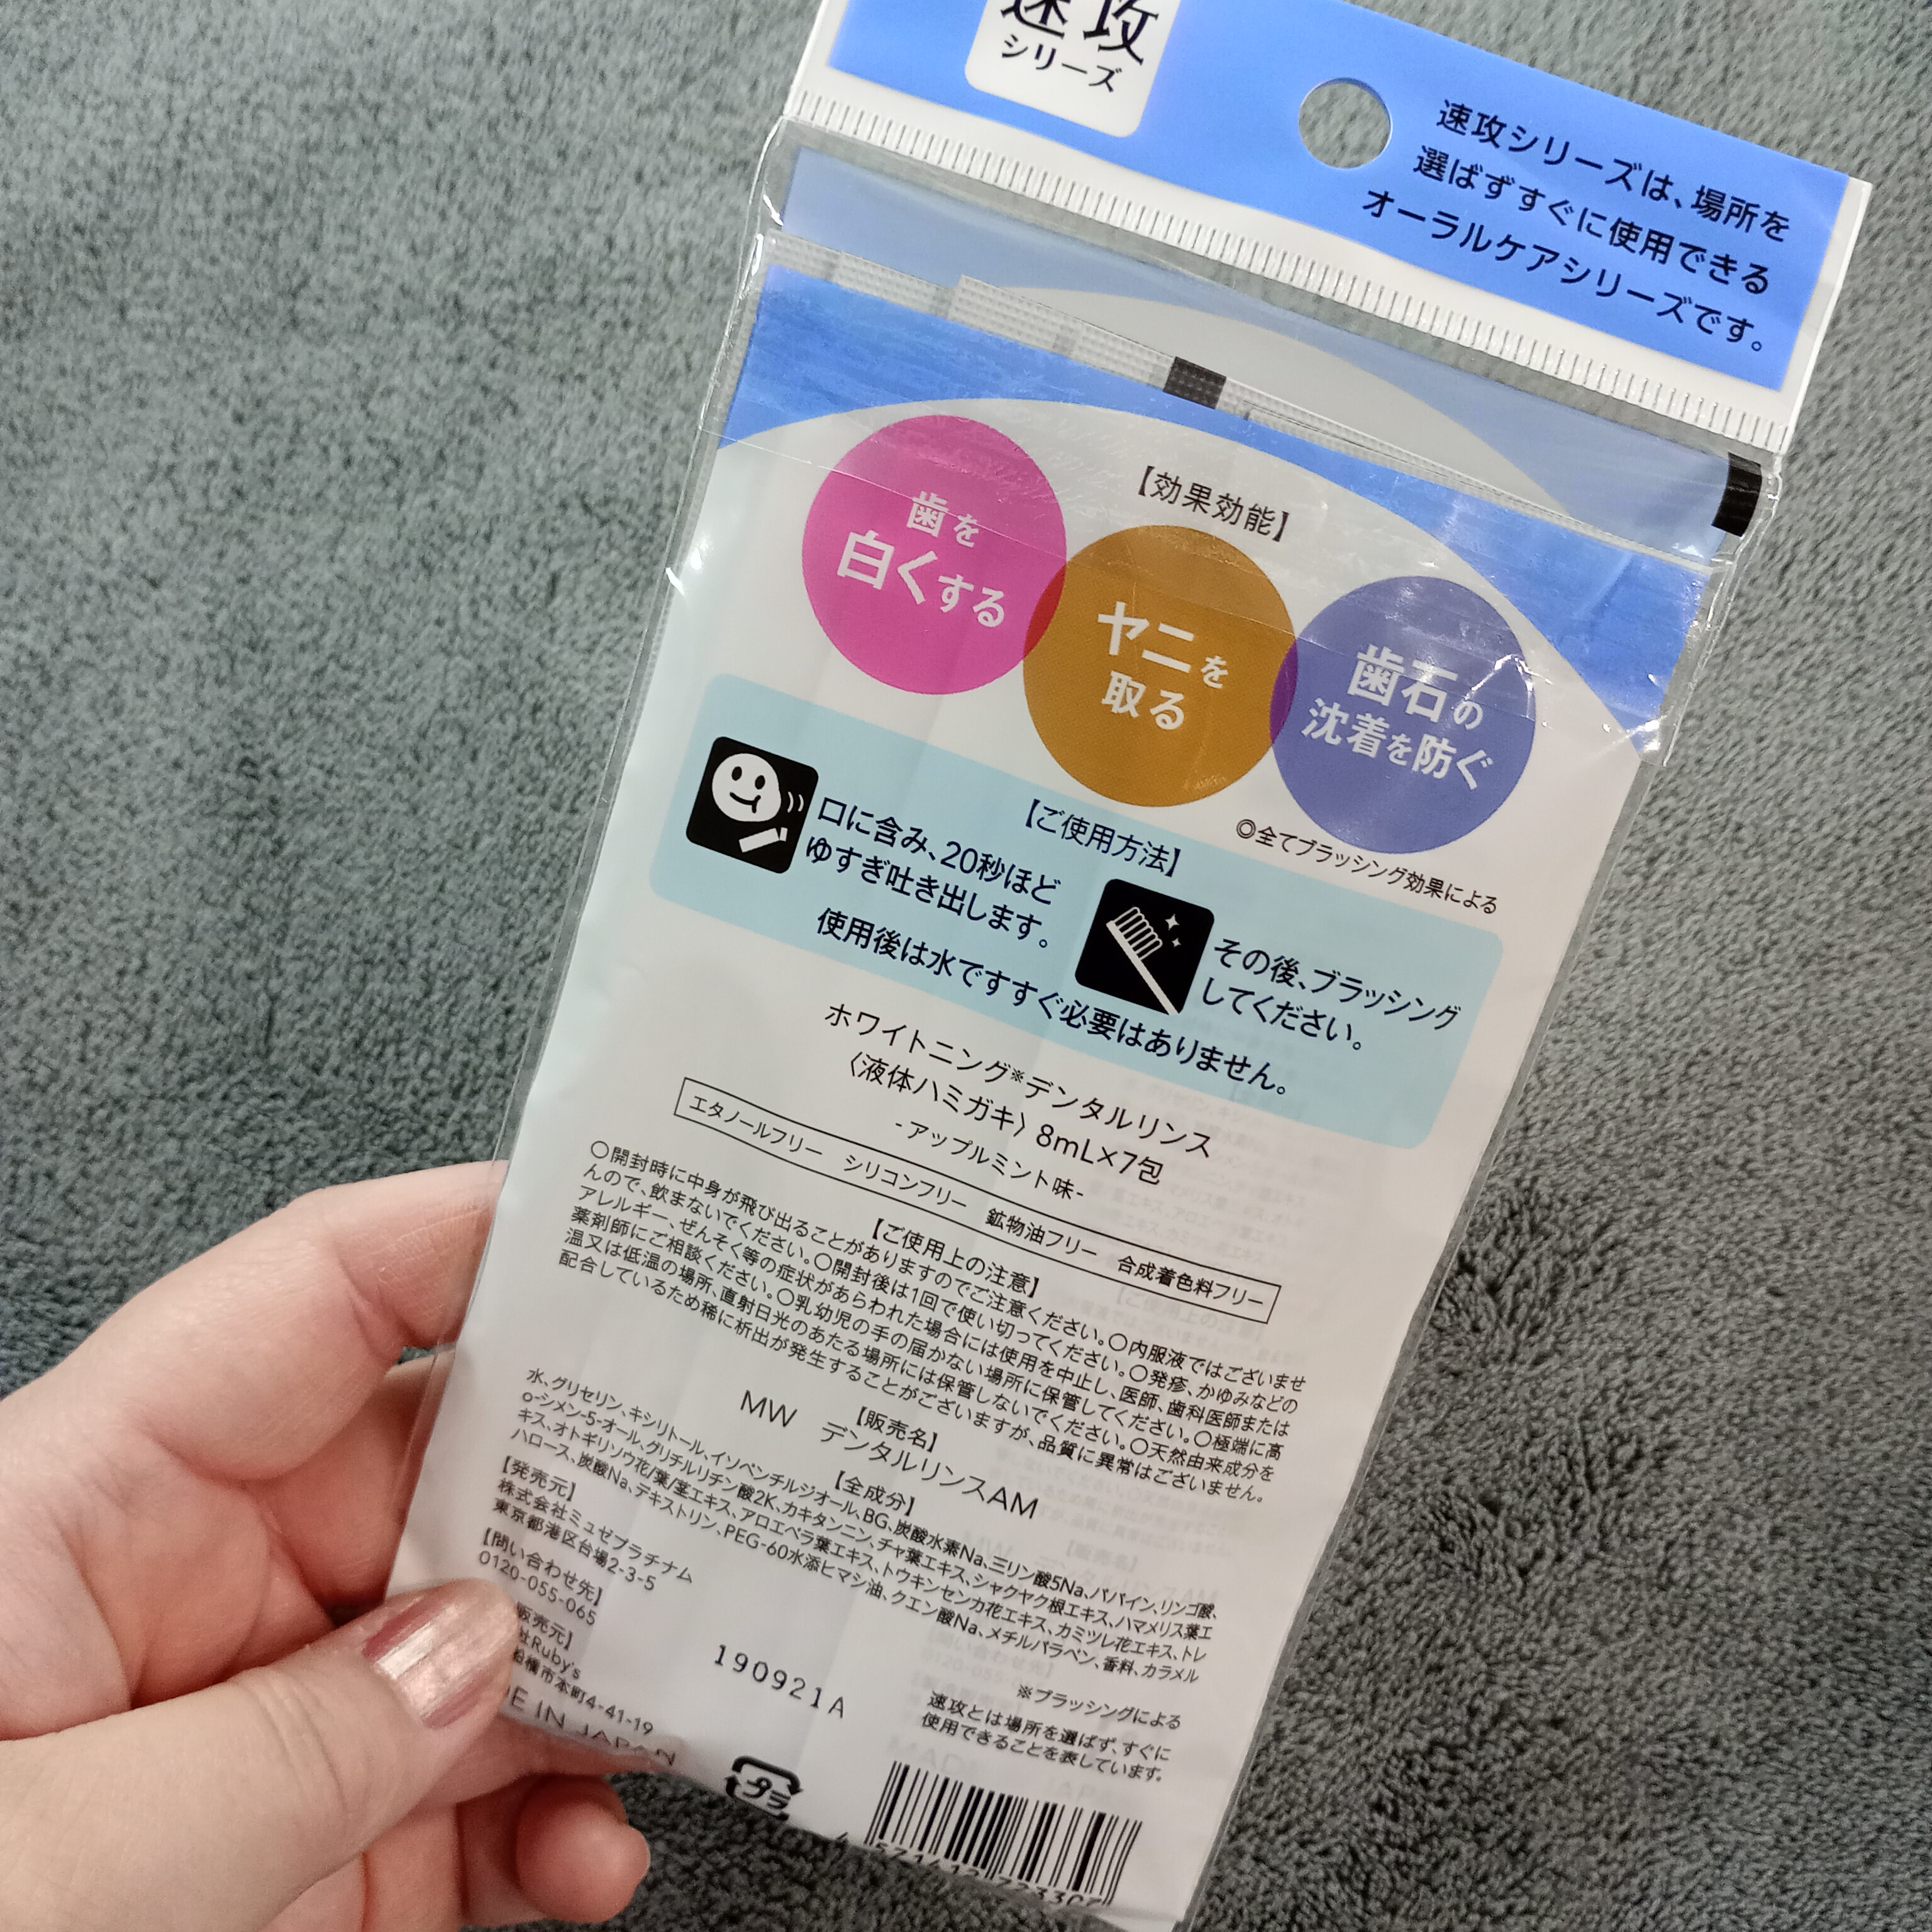 速攻
シリーズ
速攻シリーズは、場所を
選ばずすぐに使用できる
オーラルケアシリーズです。
【効果効能】
歯を
白くする
ヤニを
取る
歯石の
沈着を防ぐ
◎全てブラッシング効果による
【ご使用方法】
口に含み、20秒ほど
ゆすぎ吐き出します。
その後、ブラッシング
してください。
使用後は水ですすぐ必要はありません。
ホワイトニング※デンタルリンス
〈液体ハミガキ〉 8mL×7包
-アップルミント味-
エタノールフリー シリコンフリー 鉱物油フリー 合成着色料フリー
【ご使用上の注意】
〇開封時に中身が飛び出ることがありますのでご注意ください。〇内服液ではございませ
んので、飲まないでください。〇開封後は1回で使い切ってください。〇発疹、かゆみなどの
アレルギー、ぜんそく等の症状があらわれた場合には使用を中止し、医師、歯科医師または
薬剤師にご相談ください。〇乳幼児の手の届かない場所に保管してください。〇極端に高
温又は低温の場所、直射日光のあたる場所には保管しないでください。〇天然由来成分を
配合しているため稀に析出が発生することがございますが、品質に異常はございません。
【販売名】
MW デンタルリンスAM
【全成分】
水、グリセリン、キシリトール、イソペンチルジオール、BG、炭酸水素Na、三リン酸5Na、パパイン、リンゴ酸、
o-シメン-5-オール、グリチルリチン酸2K、カキタンニン、チャ葉エキス、シャクヤク根エキス、ハマメリス葉エ
キス、オトギリソウ花/葉/茎エキス、アロエベラ葉エキス、トウキンセンカ花エキス、カミツレ花エキス、トレ
ハロース、炭酸Na、デキストリン、PEG-60水添ヒマシ油、クエン酸Na、メチルパラベン、香料、カラメル
【発売元】
株式会社ミュゼプラチナム
東京都港区台場2-3-5
【問い合わせ先】
0120-055-065
販売元】
社Ruby's
船橋市本町4-41-19
DE IN JAPAN
190921A
※ブラッシングによる
速攻とは場所を選ばず、すぐに
使用できることを表しています。
プラ